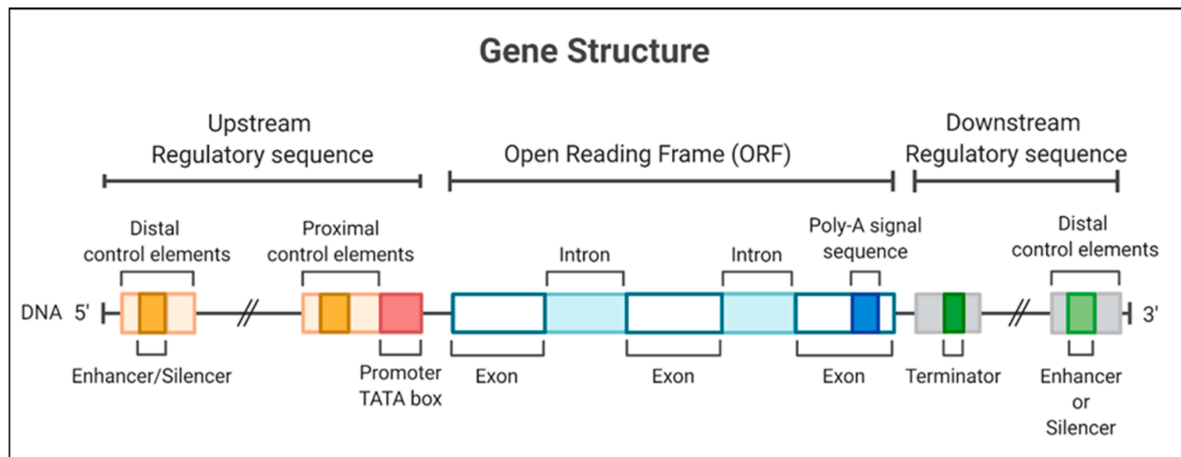 Gene Structure
Upstream
Regulatory sequence
Open Reading Frame (ORF)
Downstream
Regulatory sequence
Distal
control elements
Proximal
control elements
Intron
Intron
Poly-A signal
sequence
Distal
control elements
DNA 5'
3'
Enhancer/Silencer
Promoter
TATA box
Exon
Exon
Exon
Terminator
Enhancer
or
Silencer